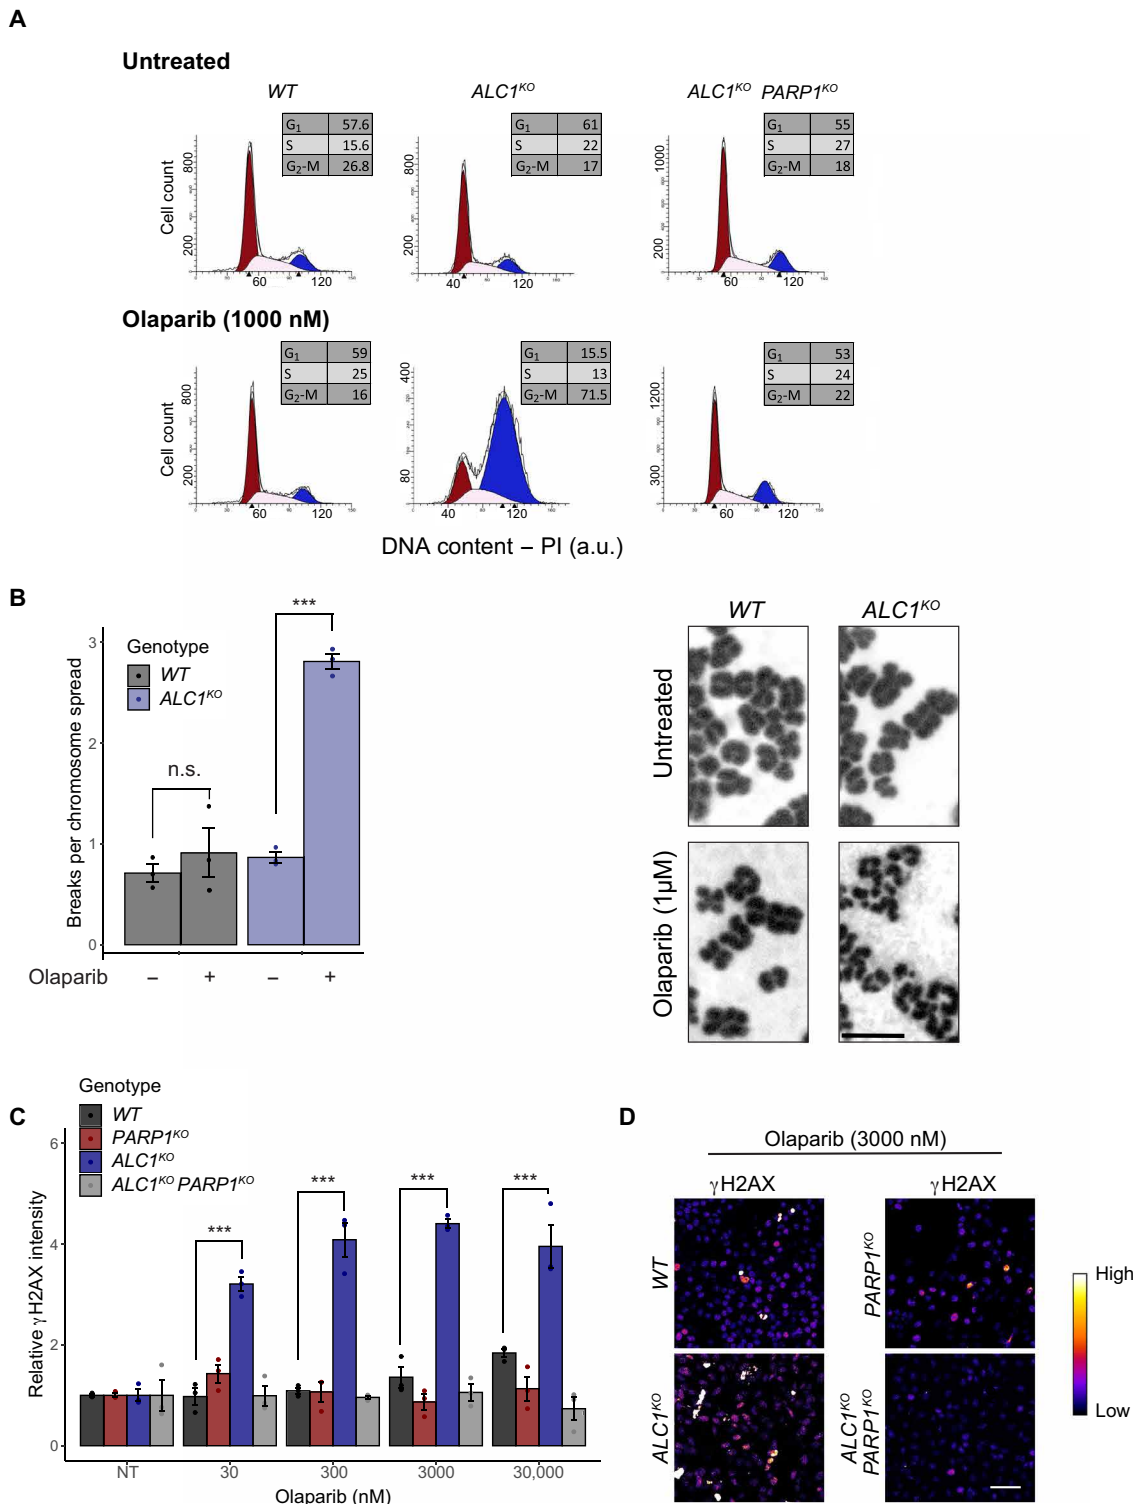 A
Untreated
WT
ALC1KO
ALC1KO PARP1KO
G1 57.6
S 15.6
G2-M 26.8
G1 61
S 22
G2-M 17
G1 55
S 27
G2-M 18
Cell count
800
200
60 120
800
200
40 120
1000
200
60 120
Olaparib (1000 nM)
G1 59
S 25
G2-M 16
G1 15.5
S 13
G2-M 71.5
G1 53
S 24
G2-M 22
Cell count
800
200
60 120
400
80
40 120
1200
300
40 120
DNA content – PI (a.u.)
B
Breaks per chromosome spread
3
2
1
0
Genotype
WT
ALC1KO
n.s.
***
Olaparib – + – +
WT ALC1KO
Untreated
Olaparib (1µM)
C
Genotype
WT
PARP1KO
ALC1KO
ALC1KO PARP1KO
Relative γH2AX intensity
6
4
2
0
*** *** *** ***
NT 30 300 3000 30,000
Olaparib (nM)
D
Olaparib (3000 nM)
γH2AX γH2AX
WT
PARP1KO
ALC1KO
ALC1KO
PARP1KO
High
Low